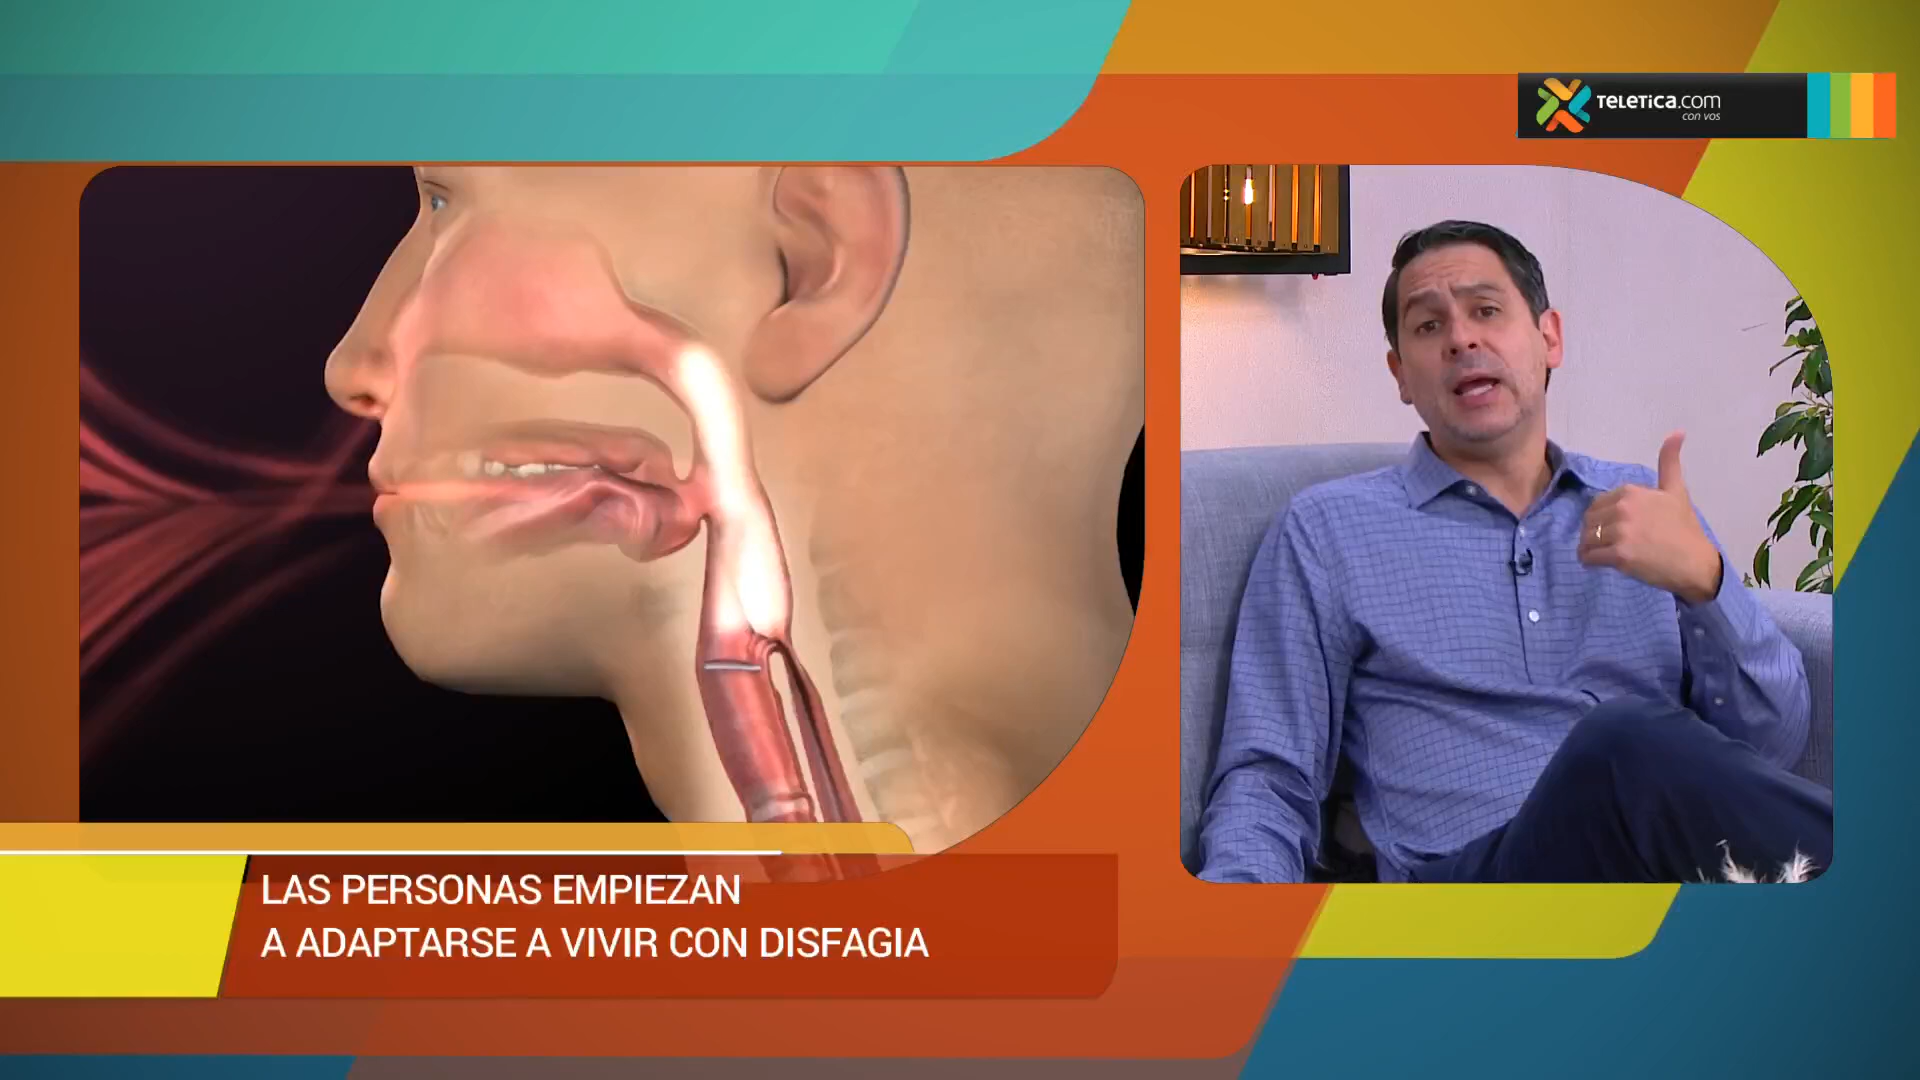 TELETICA.COM
con vos
LAS PERSONAS EMPIEZAN
A ADAPTARSE A VIVIR CON DISFAGIA